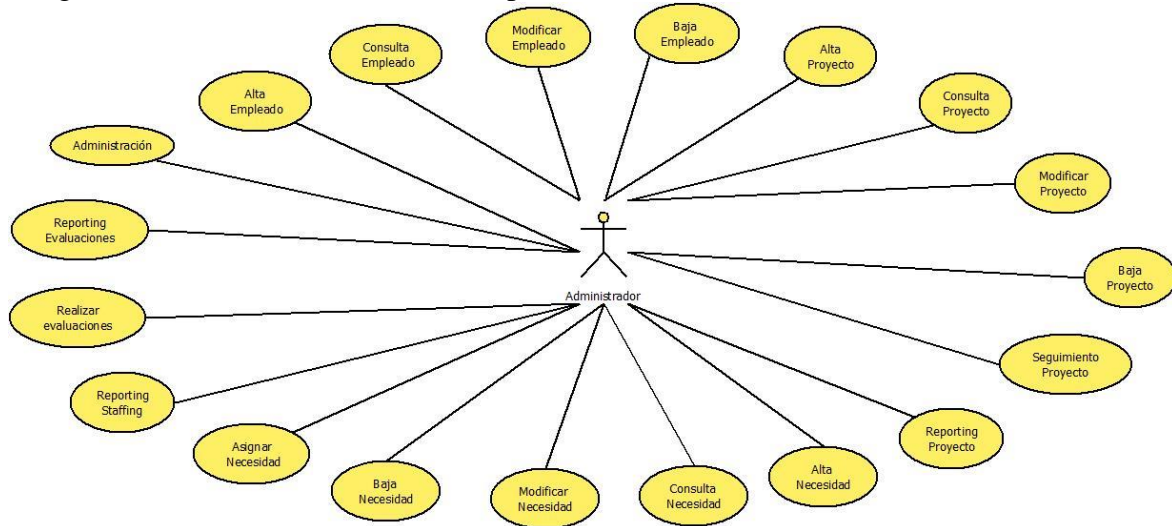 Modificar
Empleado
Baja
Empleado
Consulta
Empleado
Alta
Proyecto
Alta
Empleado
Consulta
Proyecto
Administración
Modificar
Proyecto
Reporting
Evaluaciones
Baja
Proyecto
Administrador
Realizar
evaluaciones
Seguimiento
Proyecto
Reporting
Staffing
Reporting
Proyecto
Asignar
Necesidad
Alta
Necesidad
Baja
Necesidad
Modificar
Necesidad
Consulta
Necesidad